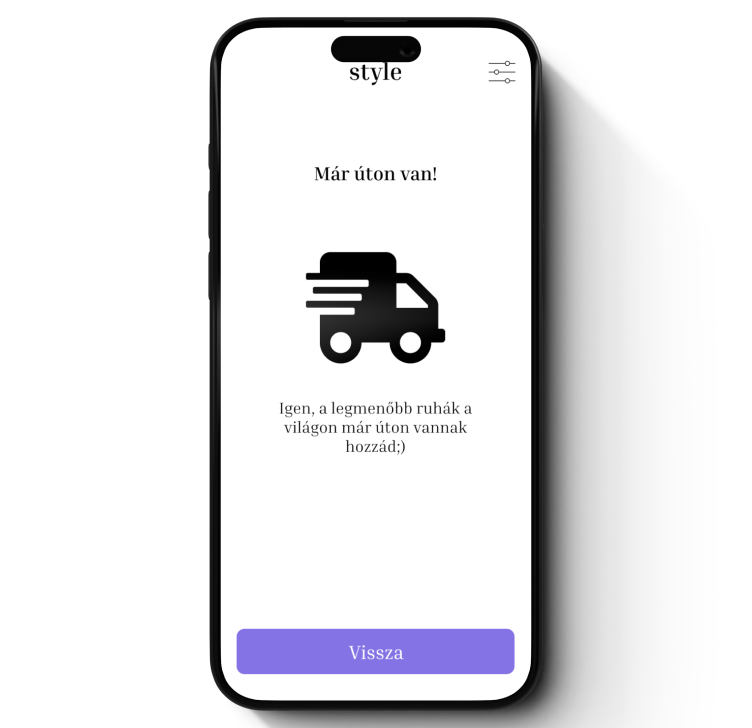 style
Már úton van!
Igen, a legmenőbb ruhák a
világon már úton vannak
hozzád;)
Vissza